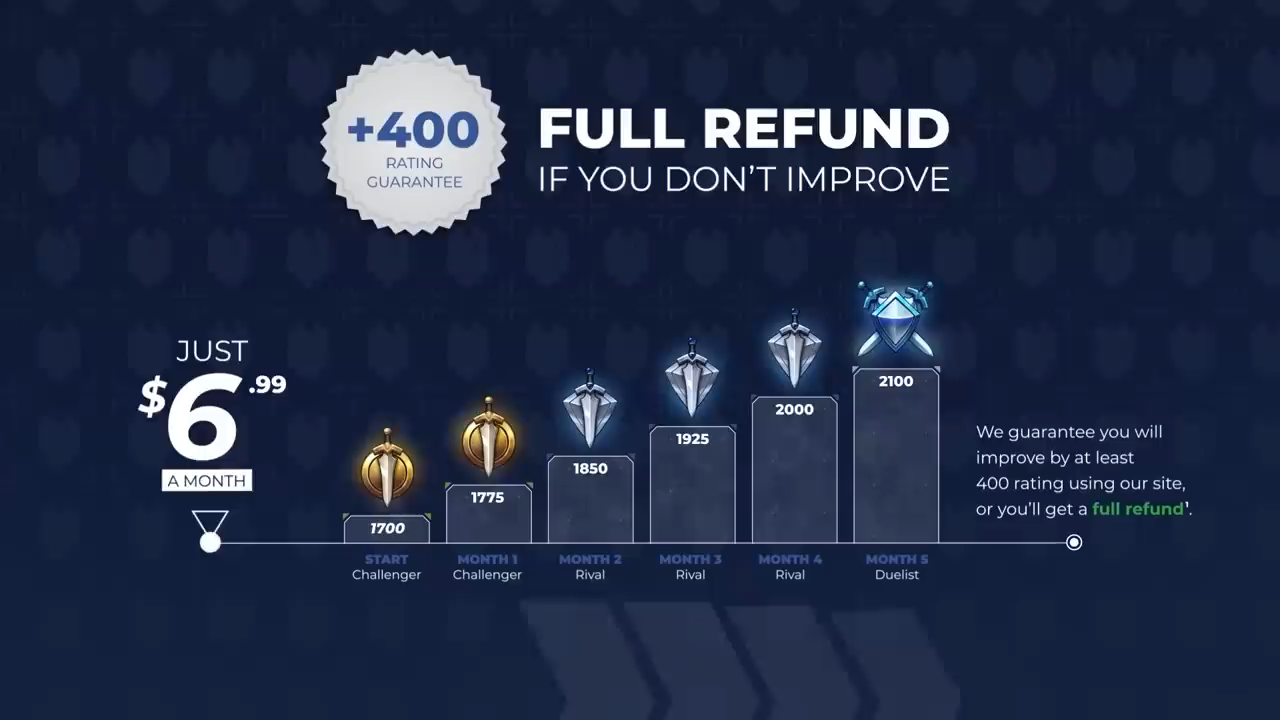 +400
RATING
GUARANTEE
FULL REFUND
IF YOU DON'T IMPROVE
JUST
$6.99
A MONTH
1700
1775
1850
1925
2000
2100
START
Challenger
MONTH 1
Challenger
MONTH 2
Rival
MONTH 3
Rival
MONTH 4
Rival
MONTH 5
Duelist
We guarantee you will
improve by at least
400 rating using our site,
or you'll get a full refund¹.